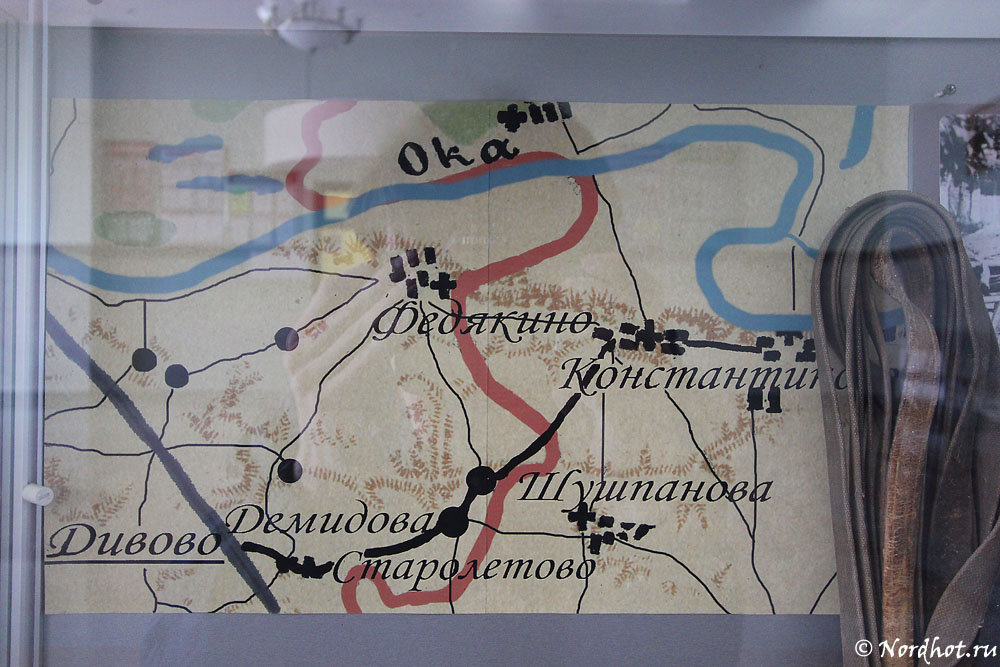 Ока
Федякино
Константин
Шушпанова
Демидова
Дивово
Старолетово
© Nordhot.ru